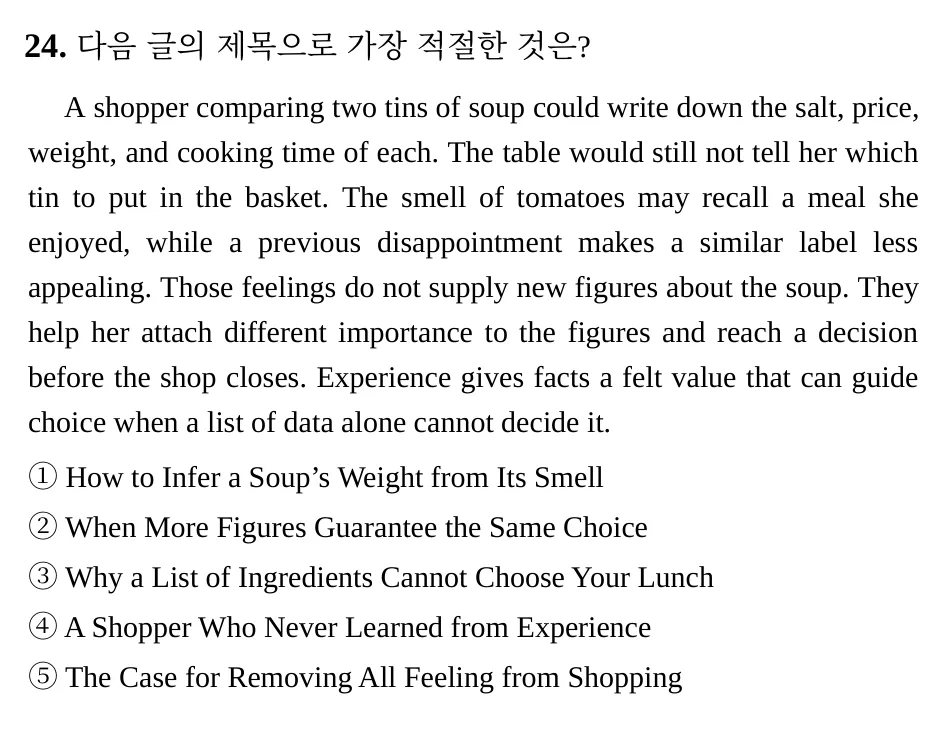 24. 다음 글의 제목으로 가장 적절한 것은?
A shopper comparing two tins of soup could write down the salt, price,
weight, and cooking time of each. The table would still not tell her which
tin to put in the basket. The smell of tomatoes may recall a meal she
enjoyed, while a previous disappointment makes a similar label less
appealing. Those feelings do not supply new figures about the soup. They
help her attach different importance to the figures and reach a decision
before the shop closes. Experience gives facts a felt value that can guide
choice when a list of data alone cannot decide it.
① How to Infer a Soup’s Weight from Its Smell
② When More Figures Guarantee the Same Choice
③ Why a List of Ingredients Cannot Choose Your Lunch
④ A Shopper Who Never Learned from Experience
⑤ The Case for Removing All Feeling from Shopping